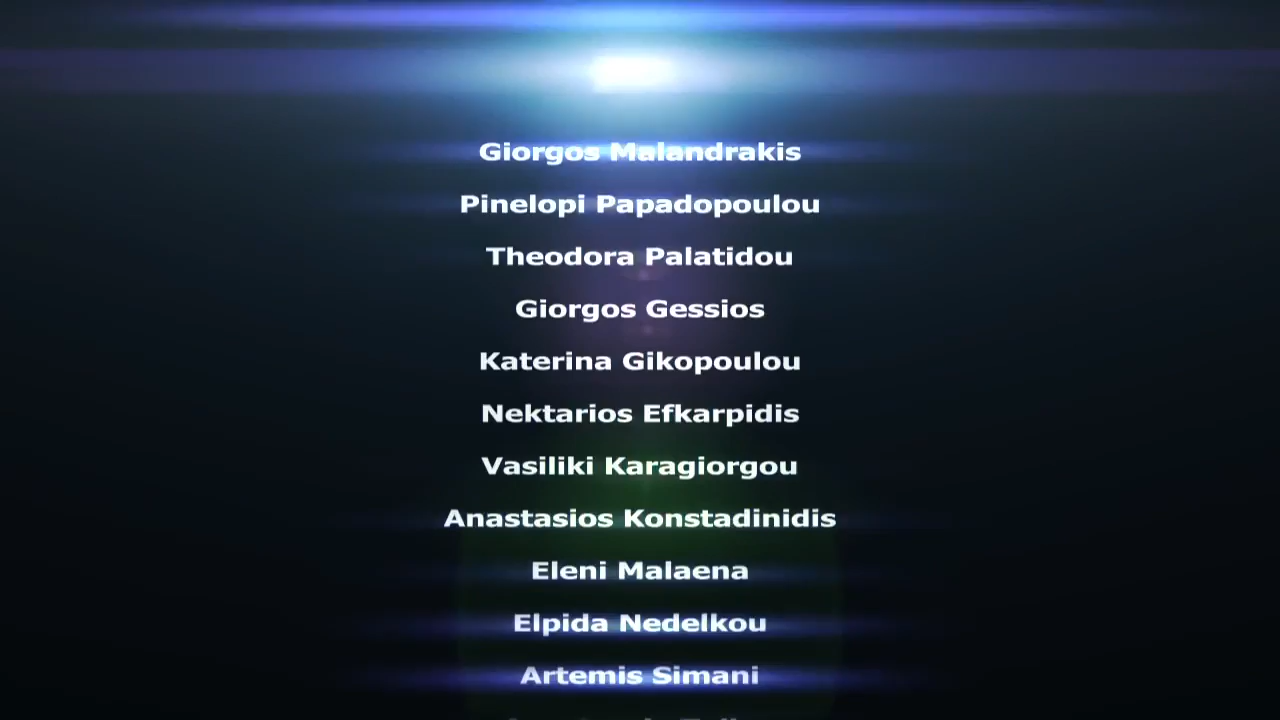 Giorgos Malandrakis
Pinelopi Papadopoulou
Theodora Palatidou
Giorgos Gessios
Katerina Gikopoulou
Nektarios Efkarpidis
Vasiliki Karagiorgou
Anastasios Konstadinidis
Eleni Malaena
Elpida Nedelkou
Artemis Simani